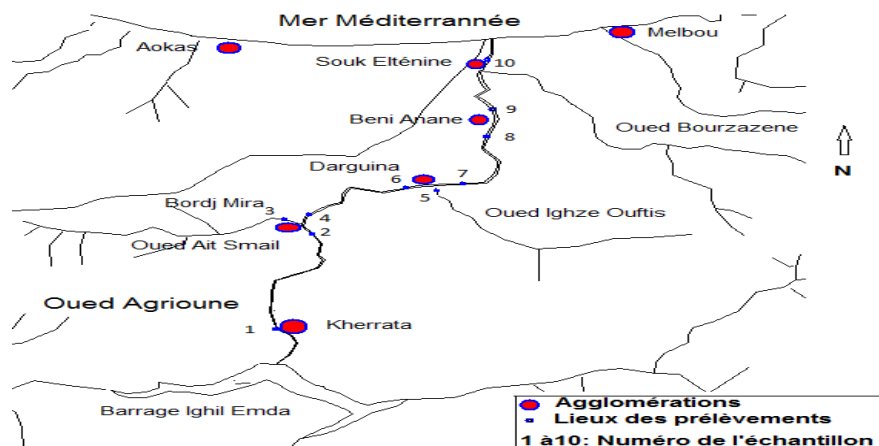 Mer Méditerrannée
Aokas
Melbou
Souk Elténine
10
9
Beni Anane
8
Oued Bourzazene
N
Darguina
6
7
5
Bordj Mira
3
4
Oued Ighze Ouftis
2
Oued Ait Smail
Oued Agrioune
1
Kherrata
Barrage Ighil Emda
Agglomérations
Lieux des prélèvements
1 à10: Numéro de l'échantillon